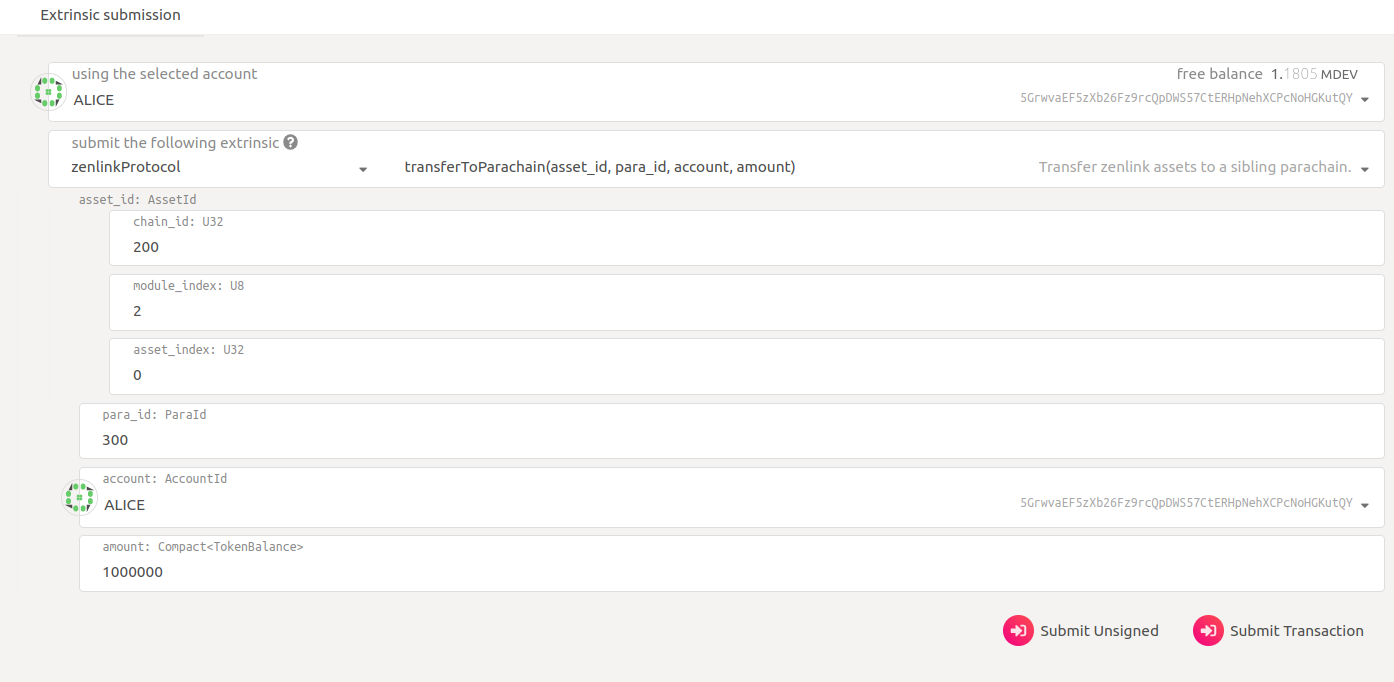 Extrinsic submission
using the selected account free balance 1.1805 MDEV
ALICE 5GrwvaEF5zXb26Fz9rcQpDWS57CtERHpNehXCPcNoHGKutQY
submit the following extrinsic ?
zenlinkProtocol transferToParachain(asset_id, para_id, account, amount) Transfer zenlink assets to a sibling parachain.
asset_id: AssetId
chain_id: U32
200
module_index: U8
2
asset_index: U32
0
para_id: ParaId
300
account: AccountId
ALICE 5GrwvaEF5zXb26Fz9rcQpDWS57CtERHpNehXCPcNoHGKutQY
amount: Compact<TokenBalance>
1000000
Submit Unsigned Submit Transaction